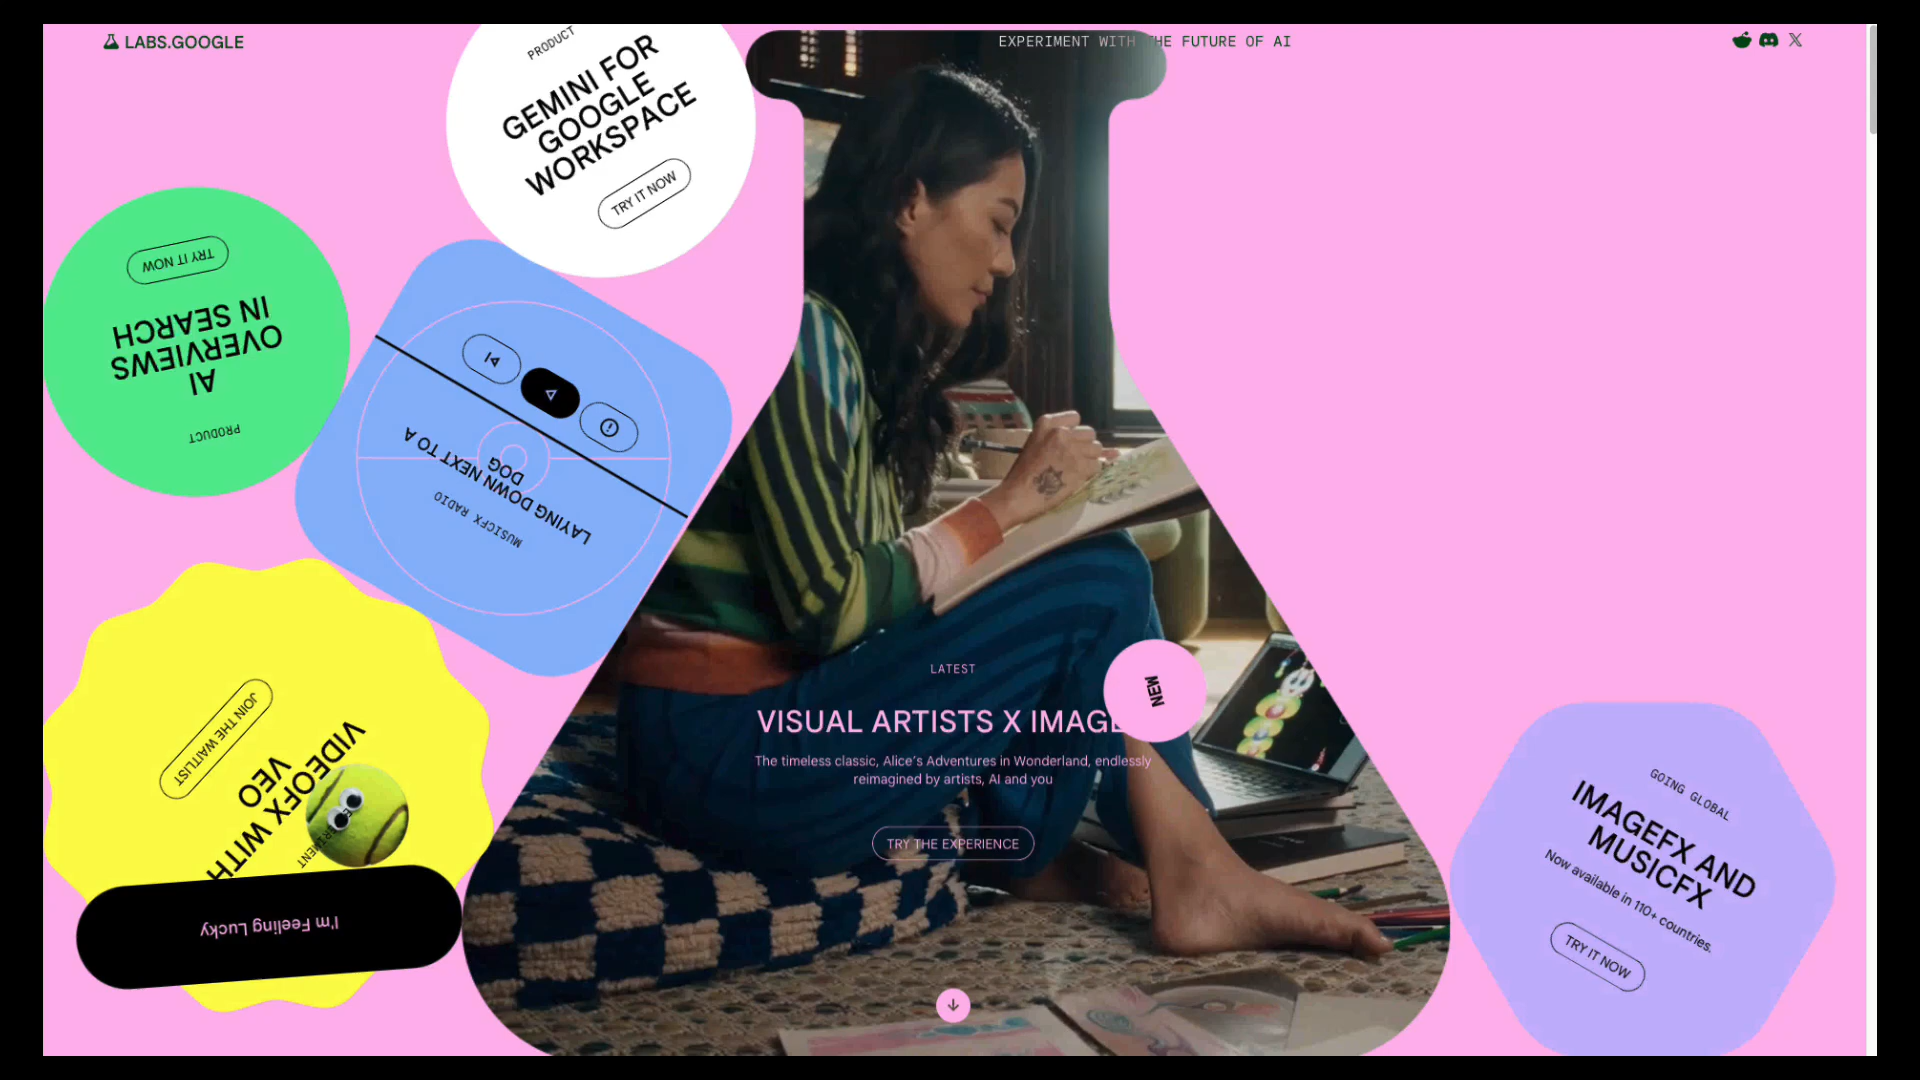 LABS.GOOGLE
EXPERIMENT WITH THE FUTURE OF AI
PRODUCT
GEMINI FOR
GOOGLE
WORKSPACE
TRY IT NOW
PRODUCT
AI
OVERVIEWS
IN SEARCH
TRY IT NOW
MUSICFX RADIO
LAYING DOWN NEXT TO A
DOG
VIDEOFX WITH
VEO
JOIN THE WAITLIST
I'm Feeling Lucky
LATEST
NEW
VISUAL ARTISTS X IMAGE
The timeless classic, Alice's Adventures in Wonderland, endlessly
reimagined by artists, AI and you
TRY THE EXPERIENCE
GOING GLOBAL
IMAGEFX AND
MUSICFX
Now available in 110+ countries.
TRY IT NOW